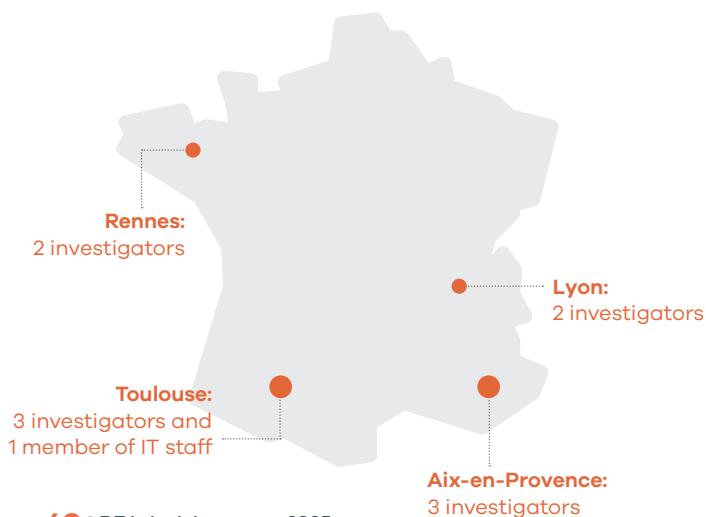 Rennes:
2 investigators
Lyon:
2 investigators
Toulouse:
3 investigators and
1 member of IT staff
Aix-en-Provence:
3 investigators